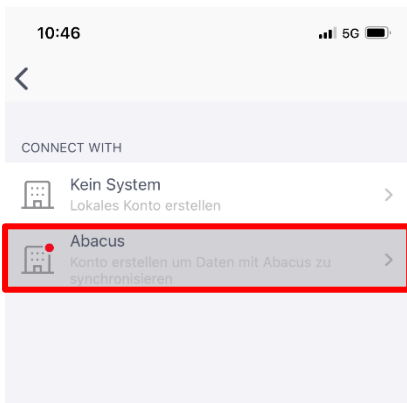 10:46 5G
CONNECT WITH
Kein System
Lokales Konto erstellen
Abacus
Konto erstellen um Daten mit Abacus zu
synchronisieren